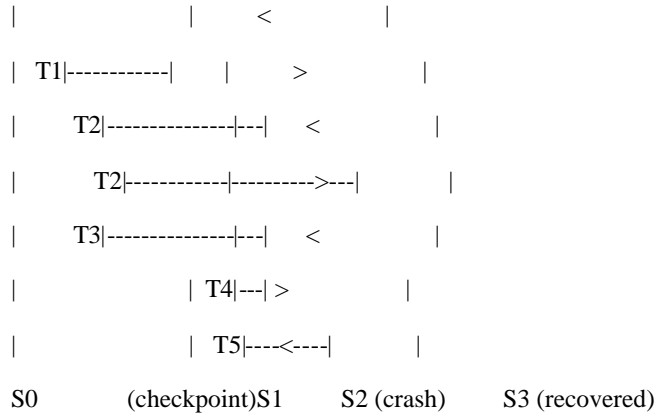 | | < |
| T1|------------| | > |
| T2|---------------|---| < |
| T2|------------|---------->---| |
| T3|---------------|---| < |
| | T4|---| > |
| | T5|----<----| |
S0 (checkpoint)S1 S2 (crash) S3 (recovered)